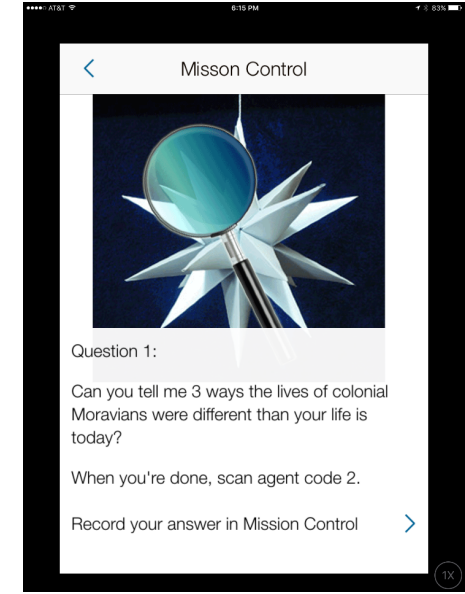 AT&T 6:15 PM 83%
Misson Control
Question 1:
Can you tell me 3 ways the lives of colonial
Moravians were different than your life is
today?
When you're done, scan agent code 2.
Record your answer in Mission Control
1X